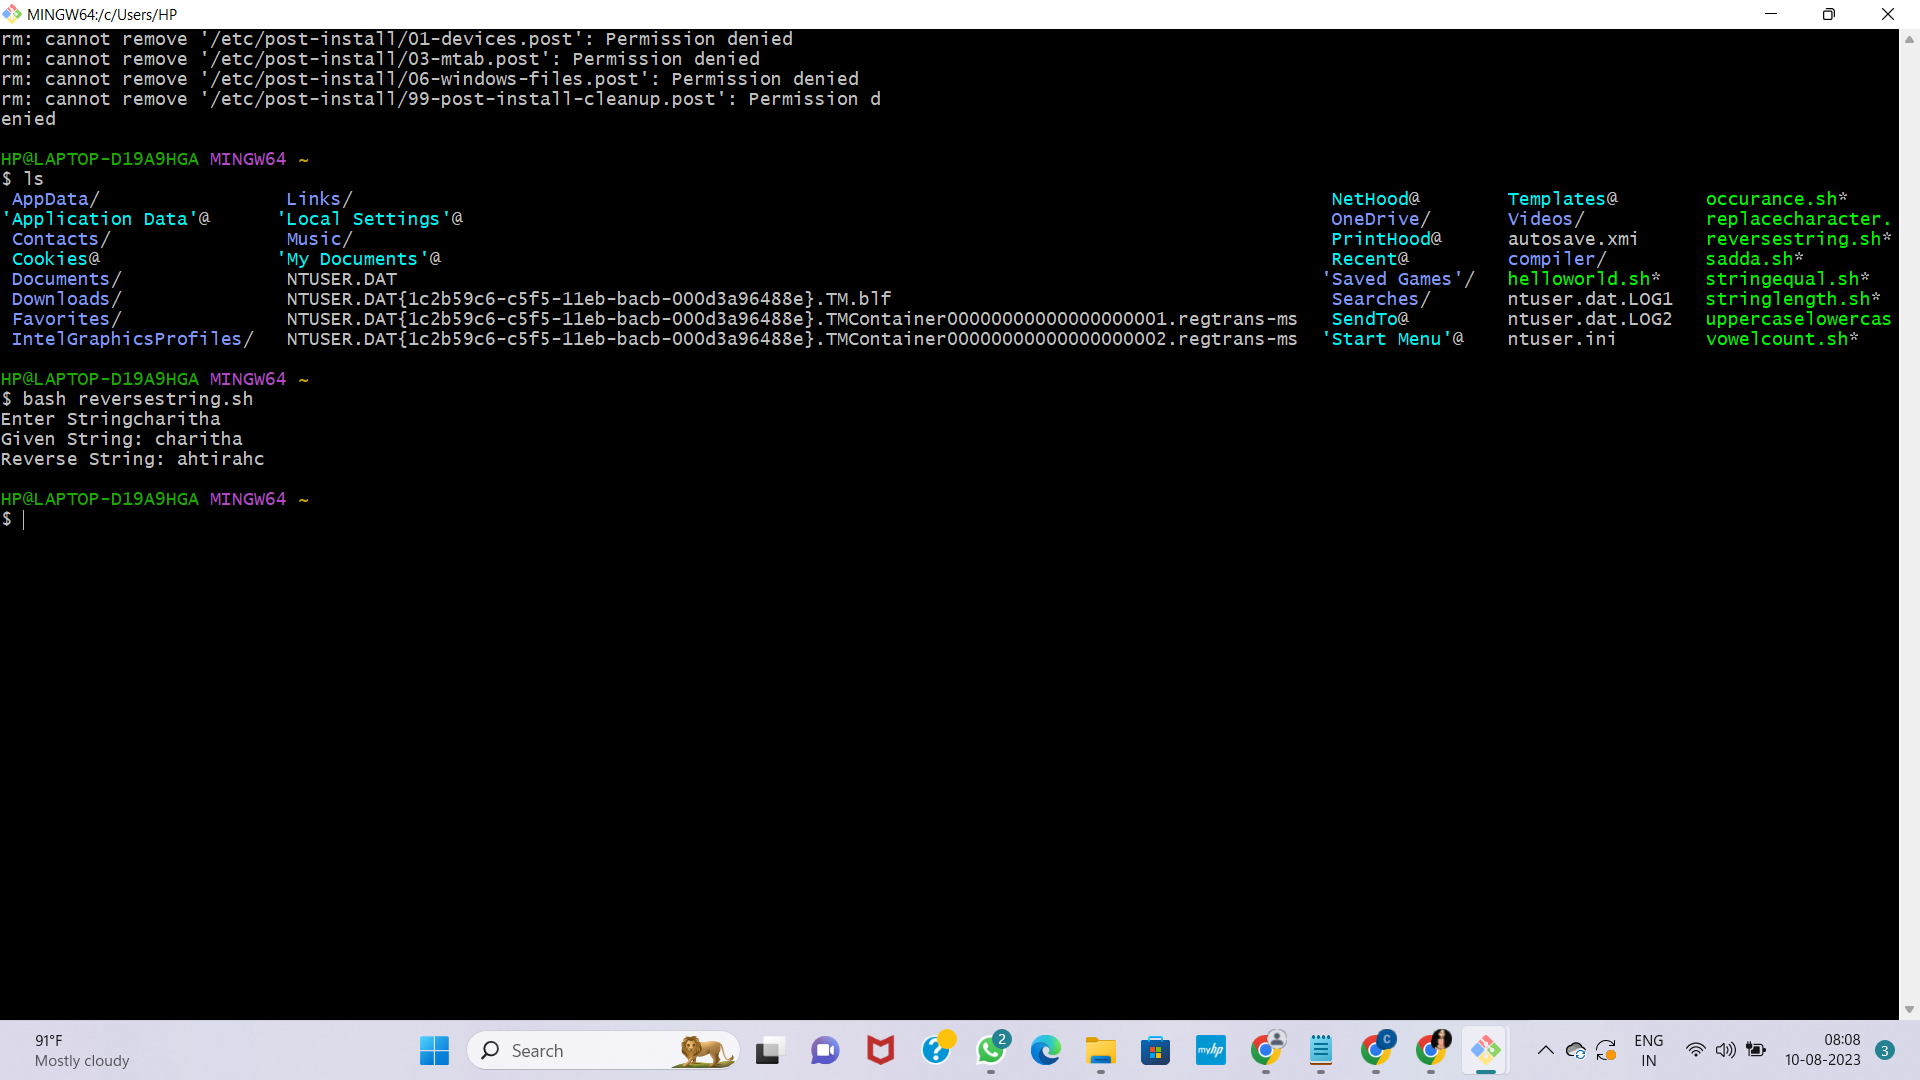 MINGW64:/c/Users/HP
rm: cannot remove '/etc/post-install/01-devices.post': Permission denied
rm: cannot remove '/etc/post-install/03-mtab.post': Permission denied
rm: cannot remove '/etc/post-install/06-windows-files.post': Permission denied
rm: cannot remove '/etc/post-install/99-post-install-cleanup.post': Permission d
enied
HP@LAPTOP-D19A9HGA MINGW64 ~
$ ls
AppData/ Links/ NetHood@ Templates@ occurance.sh*
'Application Data'@ 'Local Settings'@ OneDrive/ Videos/ replacecharacter.
Contacts/ Music/ PrintHood@ autosave.xmi reversestring.sh*
Cookies@ 'My Documents'@ Recent@ compiler/ sadda.sh*
Documents/ NTUSER.DAT 'Saved Games'/ helloworld.sh* stringequal.sh*
Downloads/ NTUSER.DAT{1c2b59c6-c5f5-11eb-bacb-000d3a96488e}.TM.blf Searches/ ntuser.dat.LOG1 stringlength.sh*
Favorites/ NTUSER.DAT{1c2b59c6-c5f5-11eb-bacb-000d3a96488e}.TMContainer00000000000000000001.regtrans-ms SendTo@ ntuser.dat.LOG2 uppercaselowercas
IntelGraphicsProfiles/ NTUSER.DAT{1c2b59c6-c5f5-11eb-bacb-000d3a96488e}.TMContainer00000000000000000002.regtrans-ms 'Start Menu'@ ntuser.ini vowelcount.sh*
HP@LAPTOP-D19A9HGA MINGW64 ~
$ bash reversestring.sh
Enter Stringcharitha
Given String: charitha
Reverse String: ahtirahc
HP@LAPTOP-D19A9HGA MINGW64 ~
$
91°F
Mostly cloudy
Search
2
myhp
C
ENG
IN
08:08
10-08-2023
3